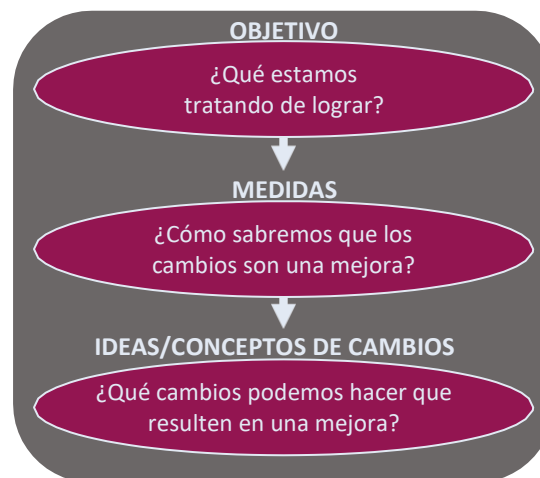 OBJETIVO
¿Qué estamos
tratando de lograr?
MEDIDAS
¿Cómo sabremos que los
cambios son una mejora?
IDEAS/CONCEPTOS DE CAMBIOS
¿Qué cambios podemos hacer que
resulten en una mejora?